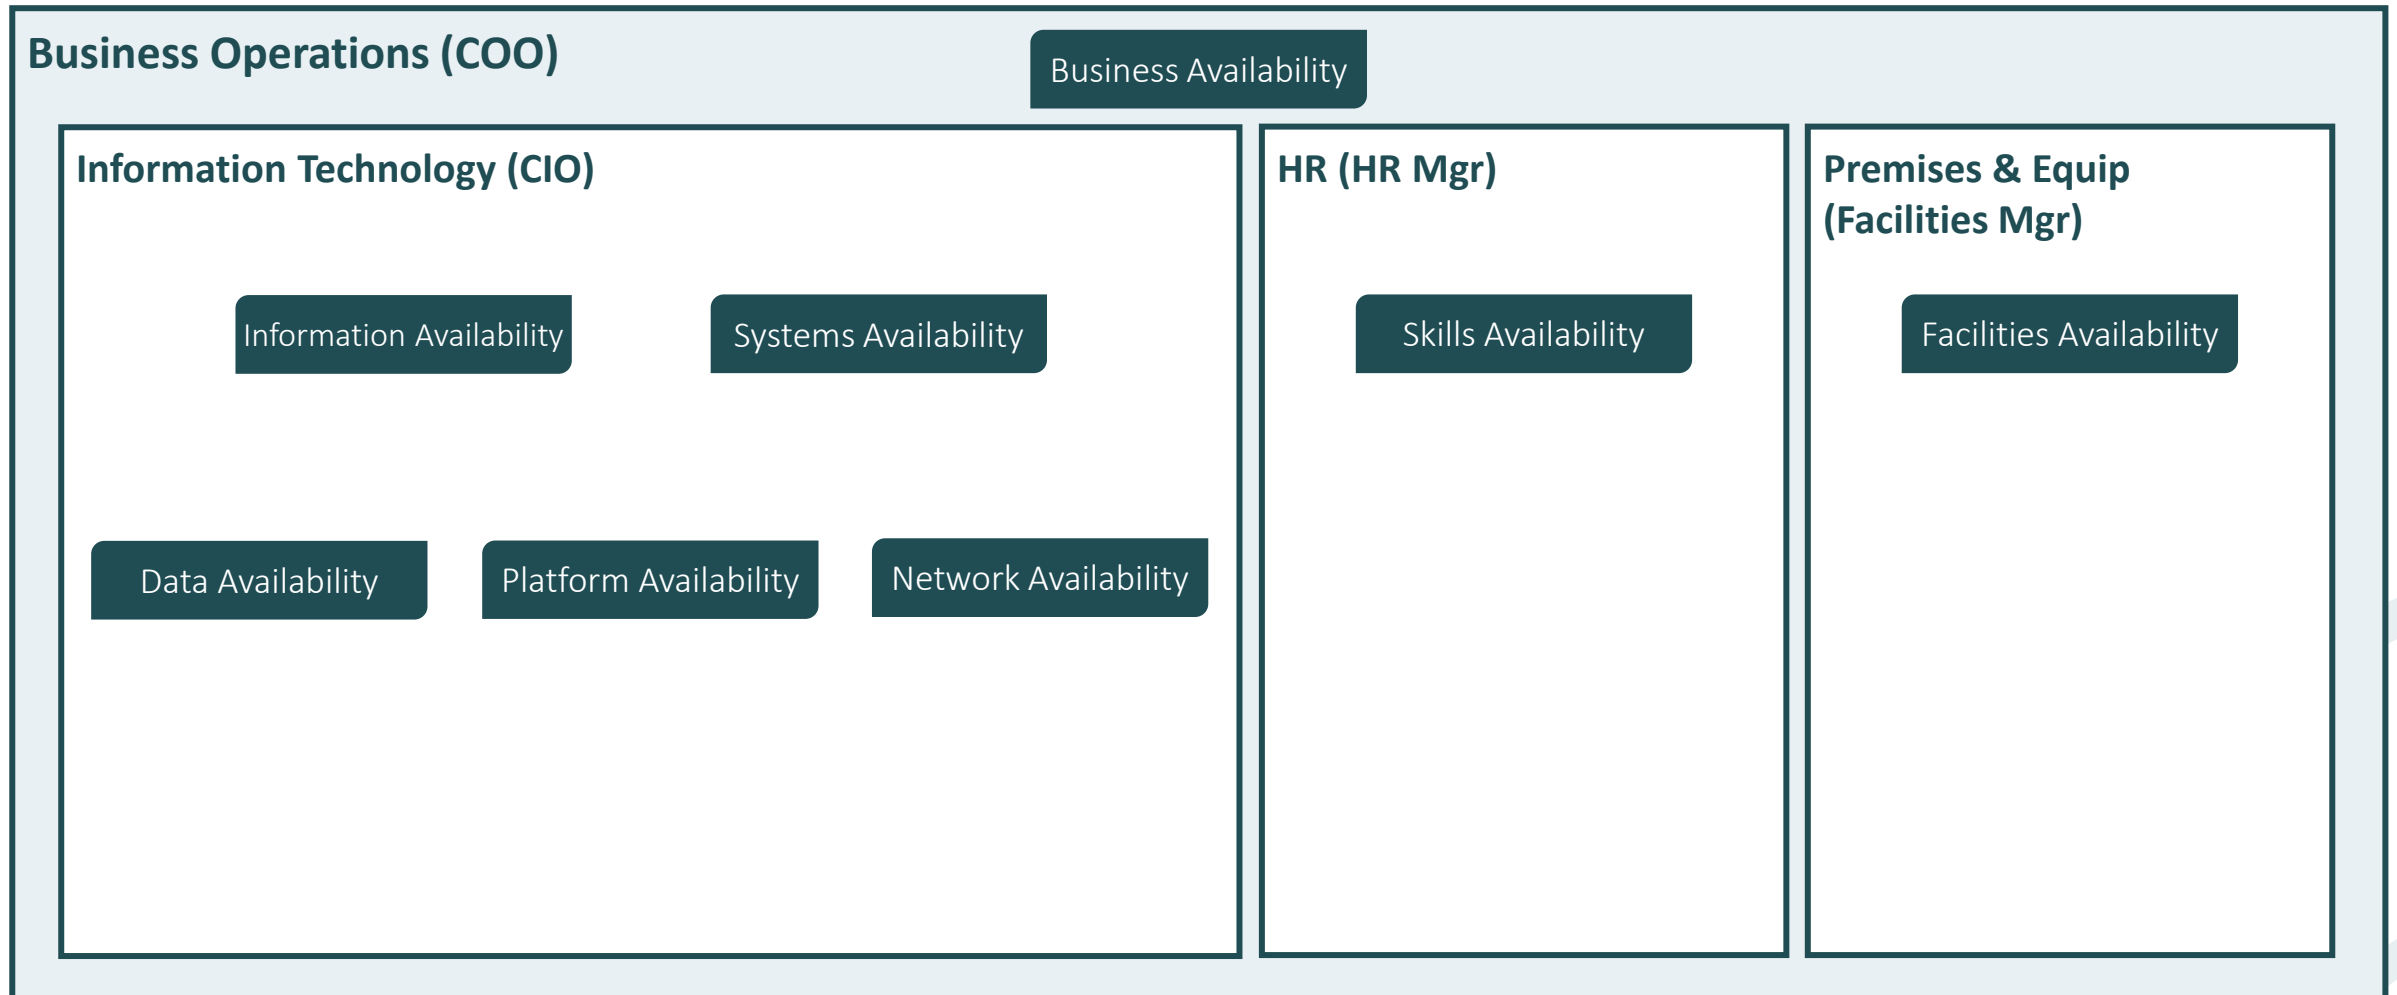 Business Operations (COO)
Business Availability
Information Technology (CIO)
HR (HR Mgr)
Premises & Equip
(Facilities Mgr)
Information Availability
Systems Availability
Skills Availability
Facilities Availability
Data Availability
Platform Availability
Network Availability